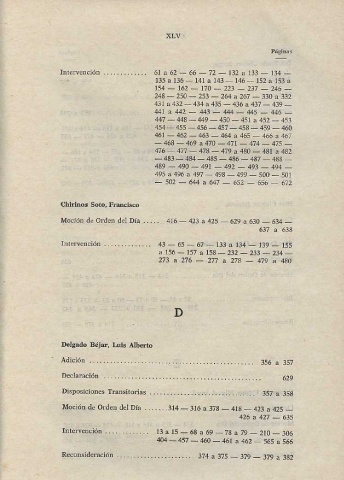 XLV
Páginas
Intervención ............. 61 a 62 — 66 — 72 — 132 a 133 — 134 —
135 a 136 — 141 a 143 — 146 — 152 a 153 a
154 — 162 — 170 — 223 — 237 — 246 —
248 — 250 — 253 — 264 a 267 — 330 a 332
431 a 432 — 434 a 435 — 436 a 437 — 439 —
441 a 442 — 443 — 444 — 445 — 446 —
447 — 448 — 449 — 450 — 451 a 452 — 453
454 — 455 — 456 — 457 — 458 — 459 — 460
461 — 462 — 463 — 464 a 465 — 466 a 467
— 468 — 469 a 470 — 471 — 474 — 475 —
476 — 477 — 478 — 479 a 480 — 481 a 482
— 483 — 484 — 485 — 486 — 487 — 488 —
489 — 490 — 491 — 492 — 493 — 494 —
495 a 496 a 497 — 498 — 499 — 500 — 501
— 502 — 644 a 647 — 652 — 656 — 672
Chirinos Soto, Francisco
Moción de Orden del Día ..... 416 — 423 a 425 — 629 a 630 — 634 —
637 a 638
Intervención ............. 43 — 65 — 67 — 133 a 134 — 139 — 155
a 156 — 157 a 158 — 232 — 233 — 234 —
273 a 276 — 277 a 278 — 479 a 480
D
Delgado Béjar, Luis Alberto
Adición ............. 356 a 357
Declaración ............. 629
Disposiciones Transitorias ............. 357 a 358
Moción de Orden del Día ....... 314 — 316 a 378 — 418 — 423 a 425 —
426 a 427 — 635
Intervención ............. 13 a 15 — 68 a 69 — 78 a 79 — 210 — 306
404 — 457 — 460 — 461 a 462 — 565 a 566
Reconsideración ............. 374 a 375 — 379 — 379 a 382